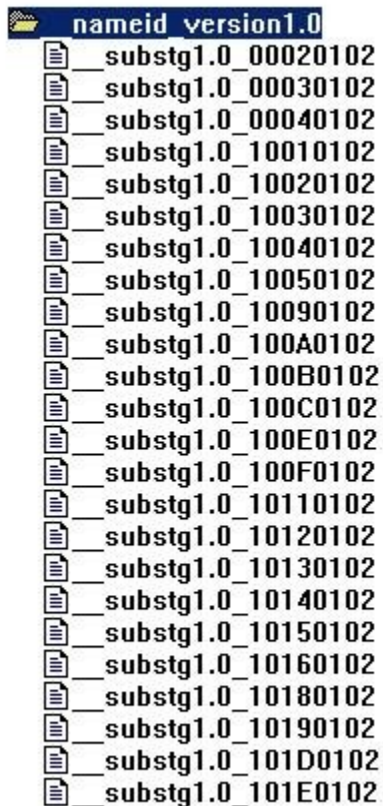 __nameid_version1.0
__substg1.0_00020102
__substg1.0_00030102
__substg1.0_00040102
__substg1.0_10010102
__substg1.0_10020102
__substg1.0_10030102
__substg1.0_10040102
__substg1.0_10050102
__substg1.0_10090102
__substg1.0_100A0102
__substg1.0_100B0102
__substg1.0_100C0102
__substg1.0_100E0102
__substg1.0_100F0102
__substg1.0_10110102
__substg1.0_10120102
__substg1.0_10130102
__substg1.0_10140102
__substg1.0_10150102
__substg1.0_10160102
__substg1.0_10180102
__substg1.0_10190102
__substg1.0_101D0102
__substg1.0_101E0102